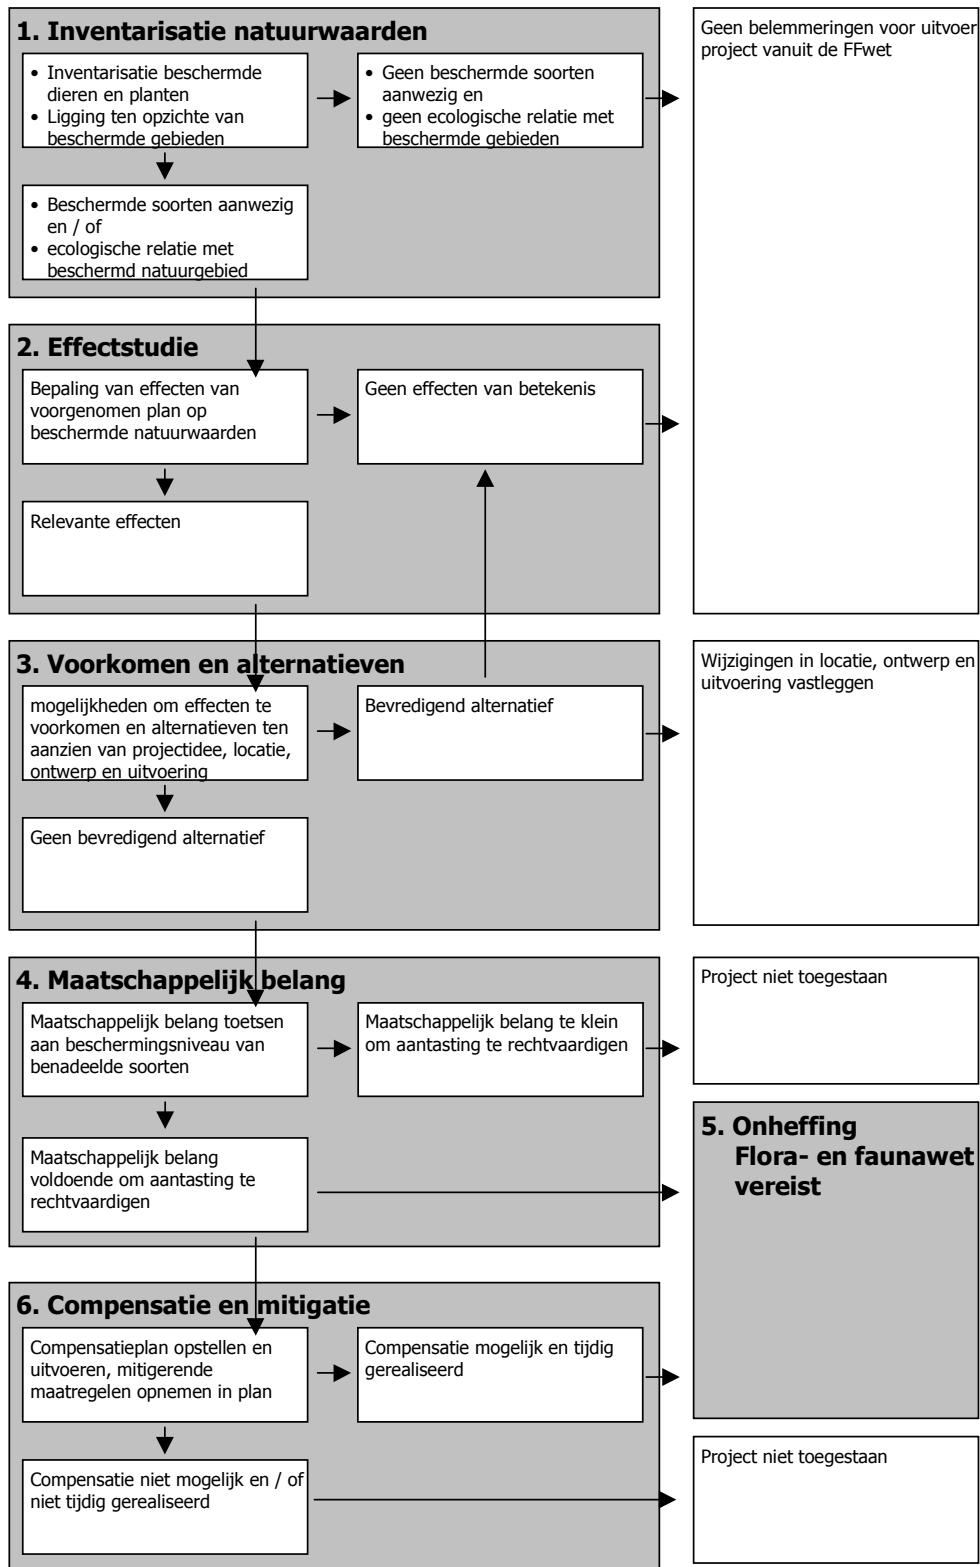 1. Inventarisatie natuurwaarden
• Inventarisatie beschermde
dieren en planten
• Ligging ten opzichte van
beschermde gebieden
• Geen beschermde soorten
aanwezig en
• geen ecologische relatie met
beschermde gebieden
Geen belemmeringen voor uitvoer
project vanuit de FFwet
• Beschermde soorten aanwezig
en / of
• ecologische relatie met
beschermd natuurgebied
2. Effectstudie
Bepaling van effecten van
voorgenomen plan op
beschermde natuurwaarden
Geen effecten van betekenis
Relevante effecten
3. Voorkomen en alternatieven
mogelijkheden om effecten te
voorkomen en alternatieven ten
aanzien van projectidee, locatie,
ontwerp en uitvoering
Bevredigend alternatief
Wijzigingen in locatie, ontwerp en
uitvoering vastleggen
Geen bevredigend alternatief
4. Maatschappelijk belang
Maatschappelijk belang toetsen
aan beschermingsniveau van
benadeelde soorten
Maatschappelijk belang te klein
om aantasting te rechtvaardigen
Project niet toegestaan
Maatschappelijk belang
voldoende om aantasting te
rechtvaardigen
5. Onheffing
Flora- en faunawet
vereist
6. Compensatie en mitigatie
Compensatieplan opstellen en
uitvoeren, mitigerende
maatregelen opnemen in plan
Compensatie mogelijk en tijdig
gerealiseerd
Compensatie niet mogelijk en / of
niet tijdig gerealiseerd
Project niet toegestaan